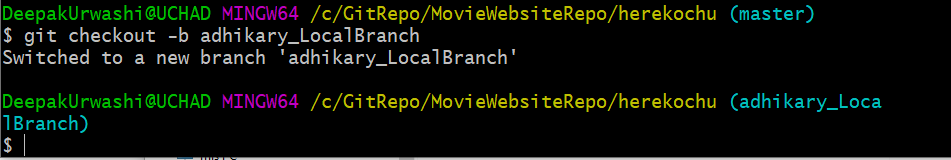 DeepakUrwashi@UCHAD MINGW64 /c/GitRepo/MovieWebsiteRepo/herekochu (master)
$ git checkout -b adhikary_LocalBranch
Switched to a new branch 'adhikary_LocalBranch'
DeepakUrwashi@UCHAD MINGW64 /c/GitRepo/MovieWebsiteRepo/herekochu (adhikary_Loca
lBranch)
$